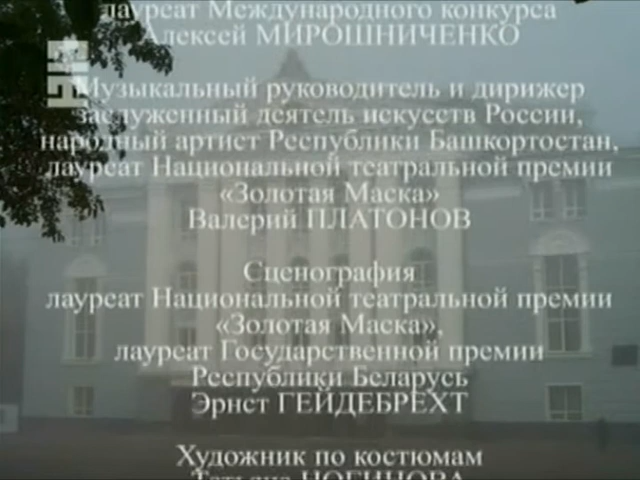 лауреат Международного конкурса
Алексей МИРОШНИЧЕНКО
Музыкальный руководитель и дирижер
заслуженный деятель искусств России,
народный артист Республики Башкортостан,
лауреат Национальной театральной премии
«Золотая Маска»
Валерий ПЛАТОНОВ
Сценография
лауреат Национальной театральной премии
«Золотая Маска»,
лауреат Государственной премии
Республики Беларусь
Эрнст ГЕЙДЕБРЕХТ
Художник по костюмам
Татьяна НОГИНОВА